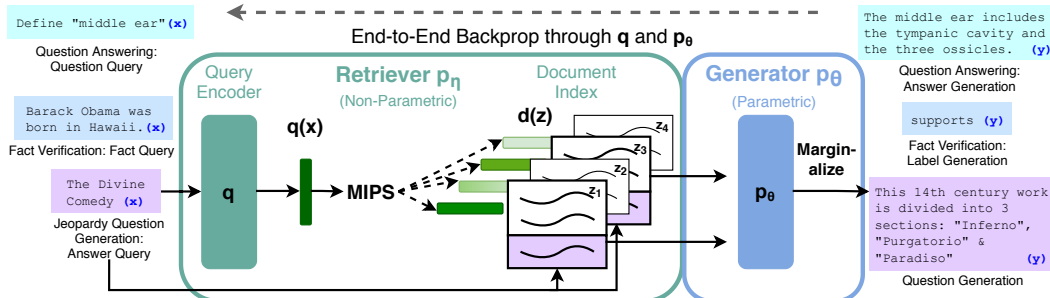 Define "middle ear"(x)
Question Answering:
Question Query
Barack Obama was
born in Hawaii.(x)
Fact Verification: Fact Query
The Divine
Comedy (x)
Jeopardy Question
Generation:
Answer Query
End-to-End Backprop through q and pθ
Query
Encoder
q
q(x)
Retriever pη
(Non-Parametric)
MIPS
Document
Index
d(z)
z4
z3
z2
z1
Generator pθ
(Parametric)
pθ
Margin-
alize
The middle ear includes
the tympanic cavity and
the three ossicles. (y)
Question Answering:
Answer Generation
supports (y)
Fact Verification:
Label Generation
This 14th century work
is divided into 3
sections: "Inferno",
"Purgatorio" &
"Paradiso" (y)
Question Generation